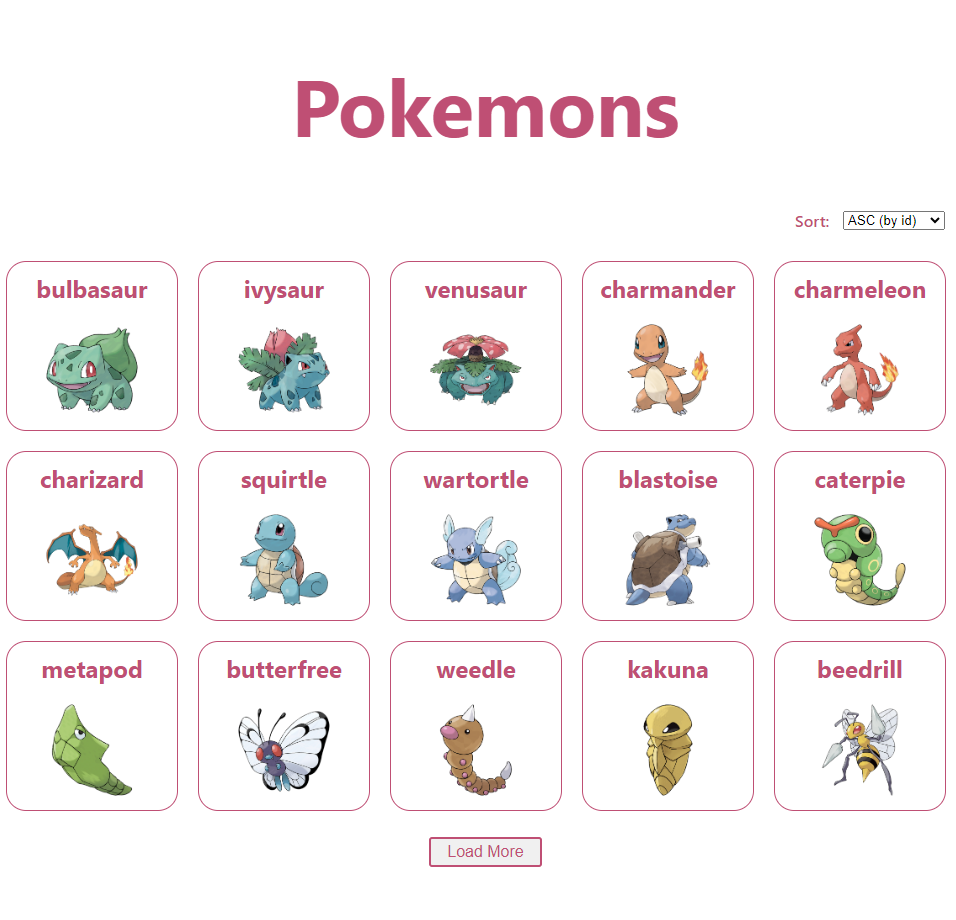 Pokemons
Sort: ASC (by id)
bulbasaur ivysaur venusaur charmander charmeleon
charizard squirtle wartortle blastoise caterpie
metapod butterfree weedle kakuna beedrill
Load More